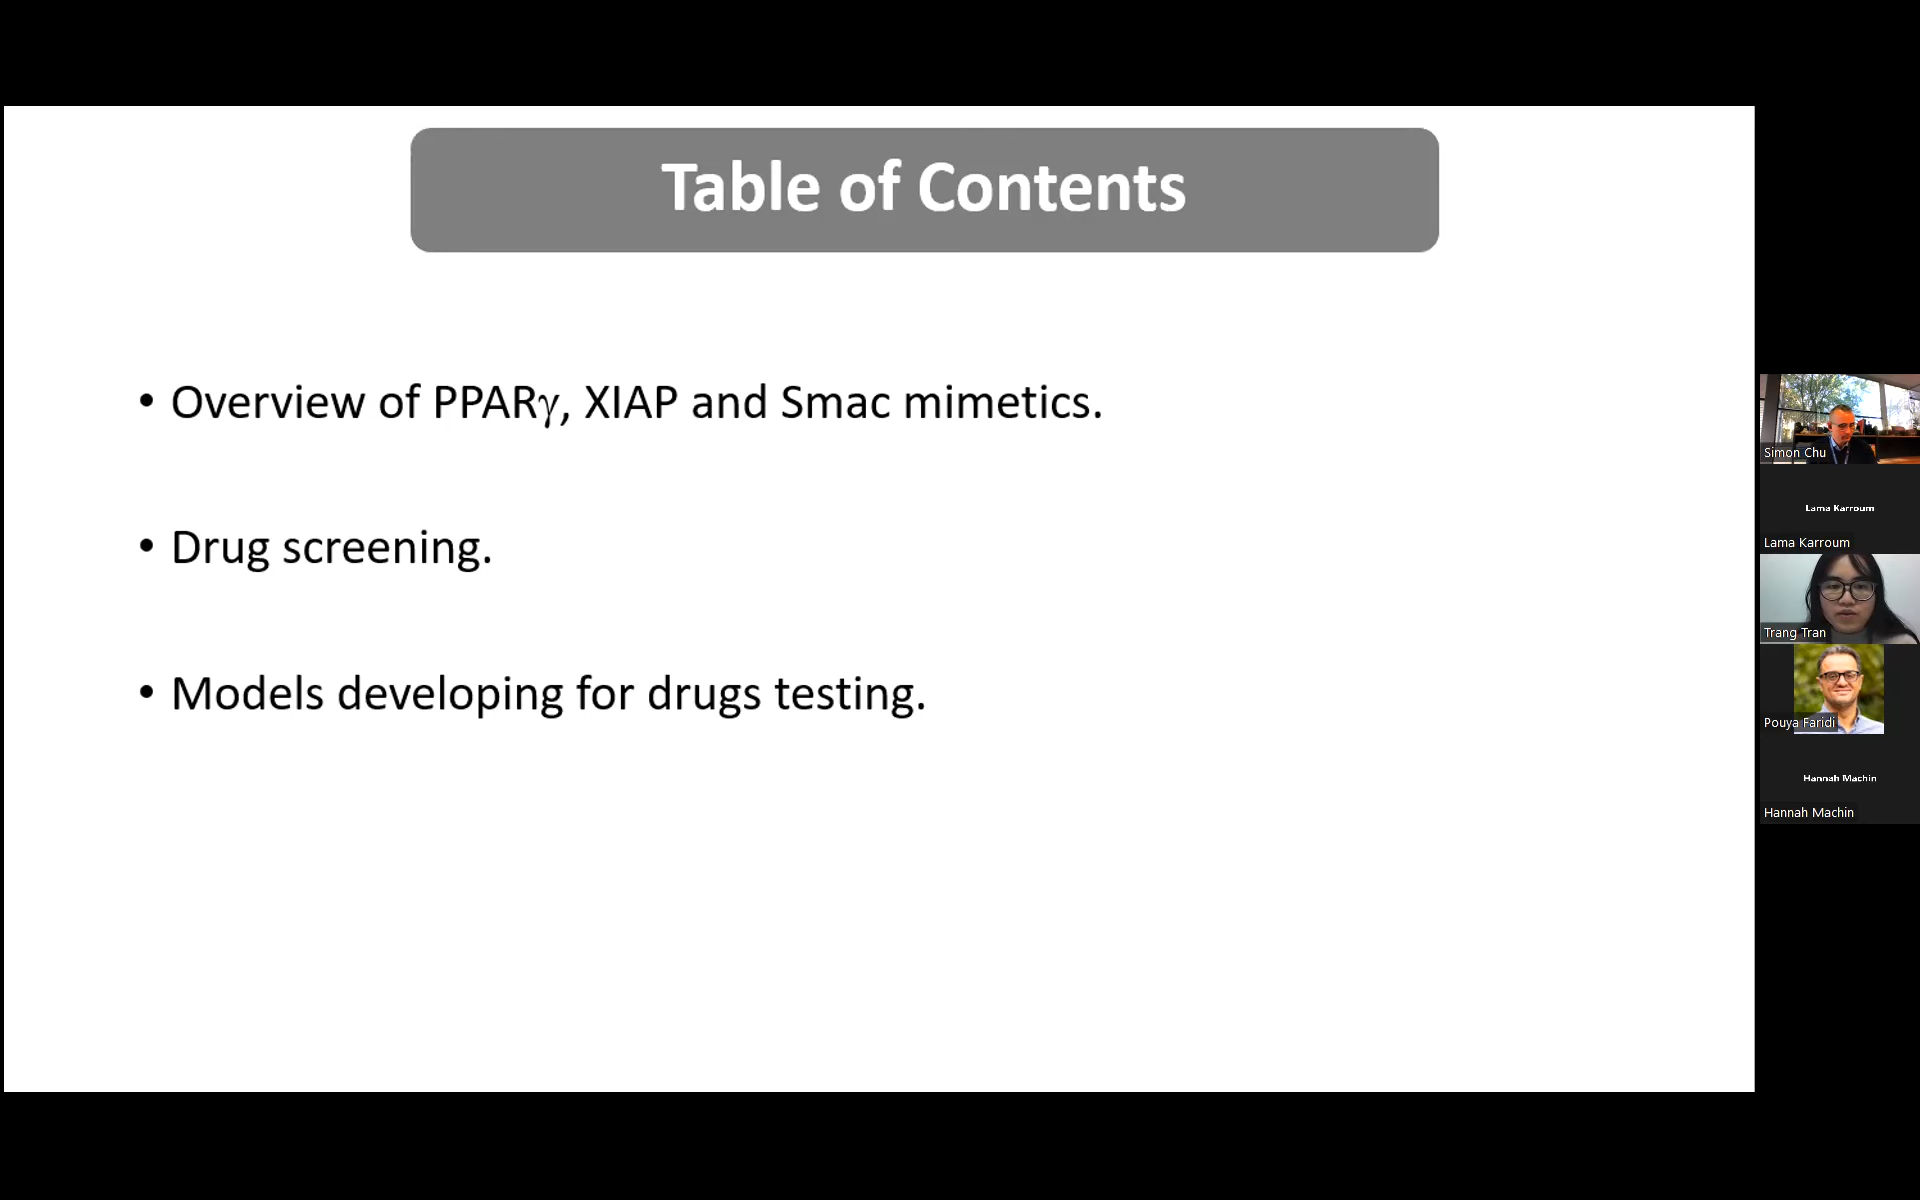 Table of Contents
• Overview of PPARγ, XIAP and Smac mimetics.
• Drug screening.
• Models developing for drugs testing.
Simon Chu
Lama Karroum
Lama Karroum
Trang Tran
Pouya Faridi
Hannah Machin
Hannah Machin